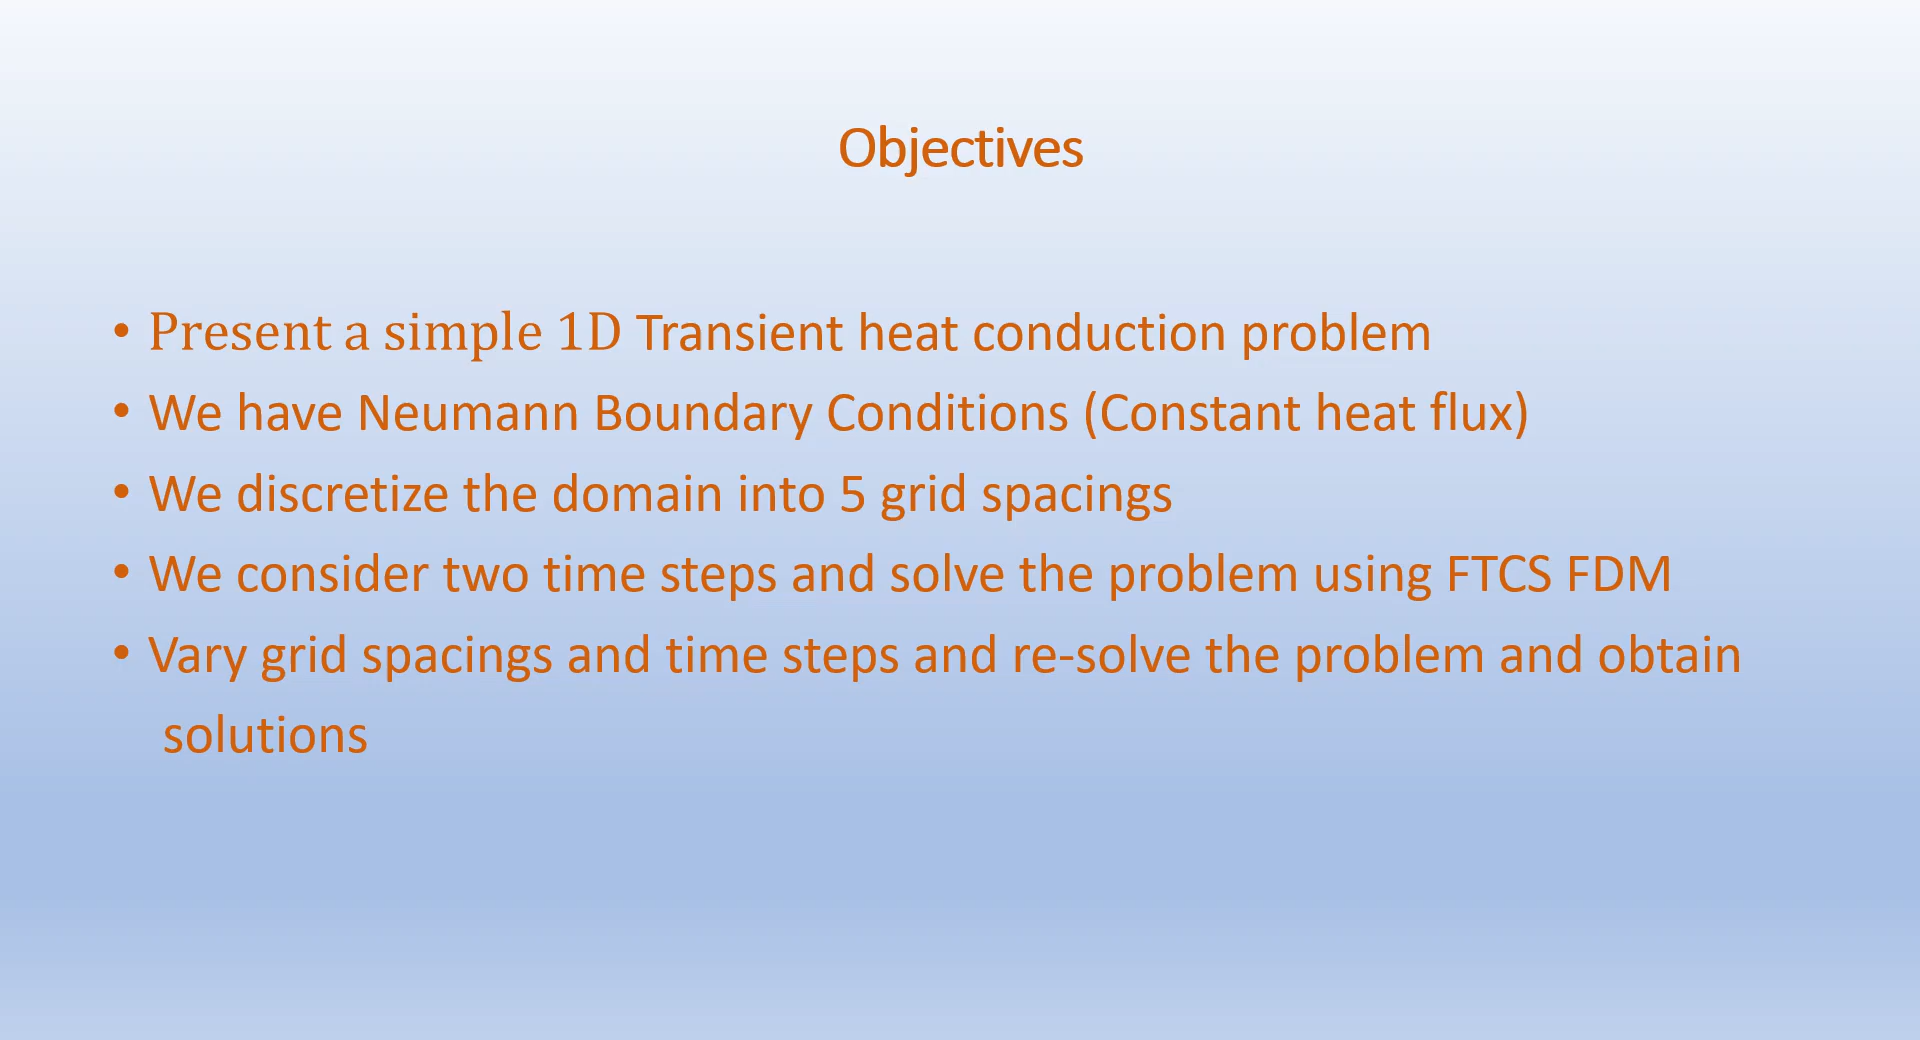 Objectives
• Present a simple 1D Transient heat conduction problem
• We have Neumann Boundary Conditions (Constant heat flux)
• We discretize the domain into 5 grid spacings
• We consider two time steps and solve the problem using FTCS FDM
• Vary grid spacings and time steps and re-solve the problem and obtain
solutions